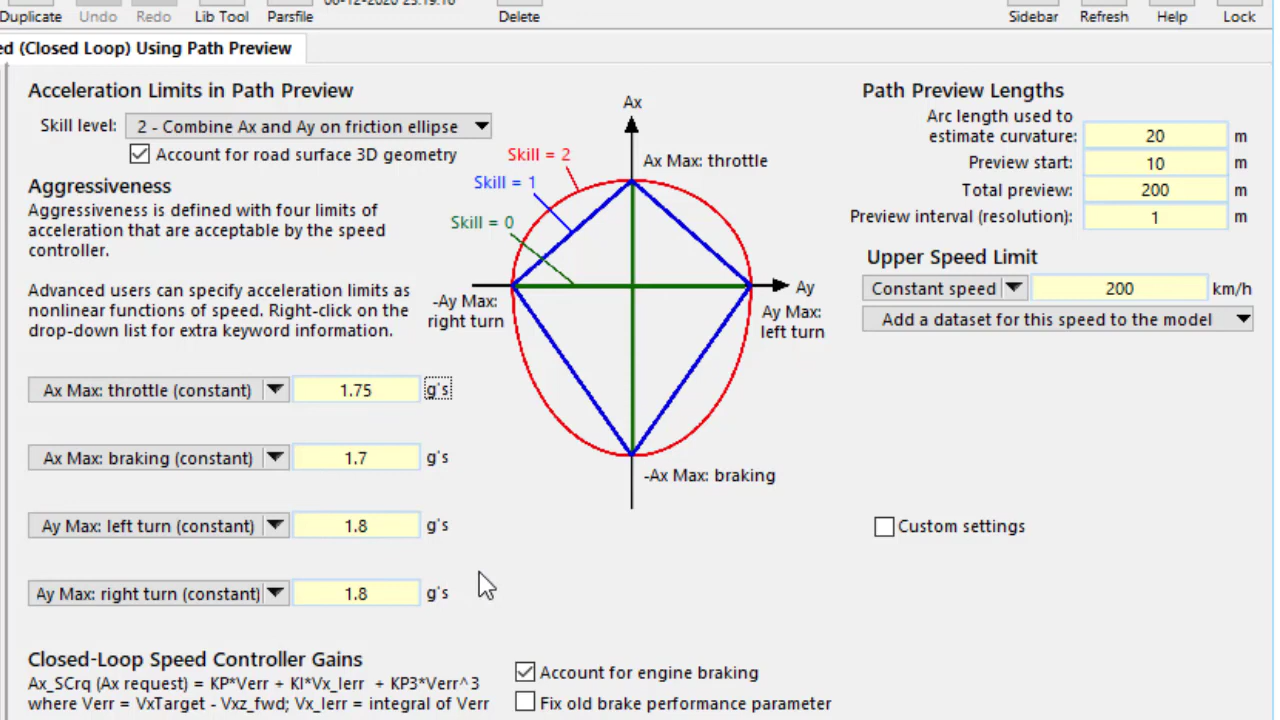 06-12-2020 23:19:16
Duplicate Undo Redo Lib Tool Parsfile Delete Sidebar Refresh Help Lock
(Closed Loop) Using Path Preview
Acceleration Limits in Path Preview
Skill level: 2 - Combine Ax and Ay on friction ellipse
Account for road surface 3D geometry
Aggressiveness
Aggressiveness is defined with four limits of
acceleration that are acceptable by the speed
controller.
Advanced users can specify acceleration limits as
nonlinear functions of speed. Right-click on the
drop-down list for extra keyword information.
Ax Max: throttle (constant) 1.75 g's
Ax Max: braking (constant) 1.7 g's
Ay Max: left turn (constant) 1.8 g's
Ay Max: right turn (constant) 1.8 g's
Ax
Skill = 2
Ax Max: throttle
Skill = 1
Skill = 0
Ay
-Ay Max:
right turn
Ay Max:
left turn
-Ax Max: braking
Path Preview Lengths
Arc length used to
estimate curvature: 20 m
Preview start: 10 m
Total preview: 200 m
Preview interval (resolution): 1 m
Upper Speed Limit
Constant speed 200 km/h
Add a dataset for this speed to the model
Custom settings
Closed-Loop Speed Controller Gains
Ax_SCrq (Ax request) = KP*Verr + KI*Vx_Ierr + KP3*Verr^3
where Verr = VxTarget - Vxz_fwd; Vx_Ierr = integral of Verr
Account for engine braking
Fix old brake performance parameter